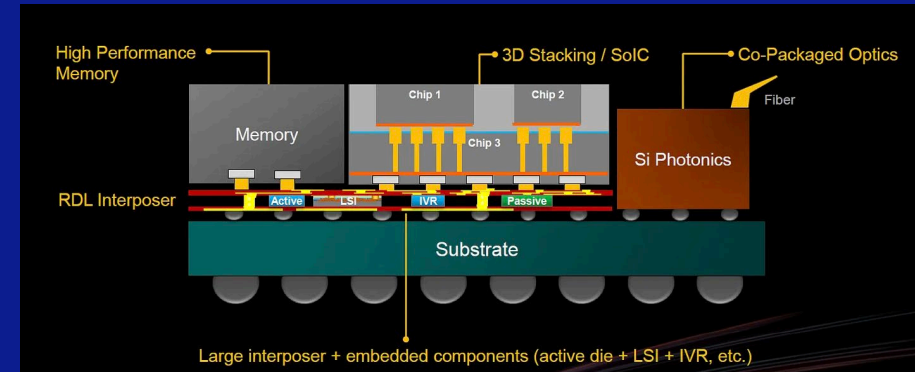 High Performance
Memory
3D Stacking / SoIC
Co-Packaged Optics
Fiber
Chip 1
Chip 2
Memory
Chip 3
Si Photonics
RDL Interposer
Active
LSI
IVR
Passive
Substrate
Large interposer + embedded components (active die + LSI + IVR, etc.)